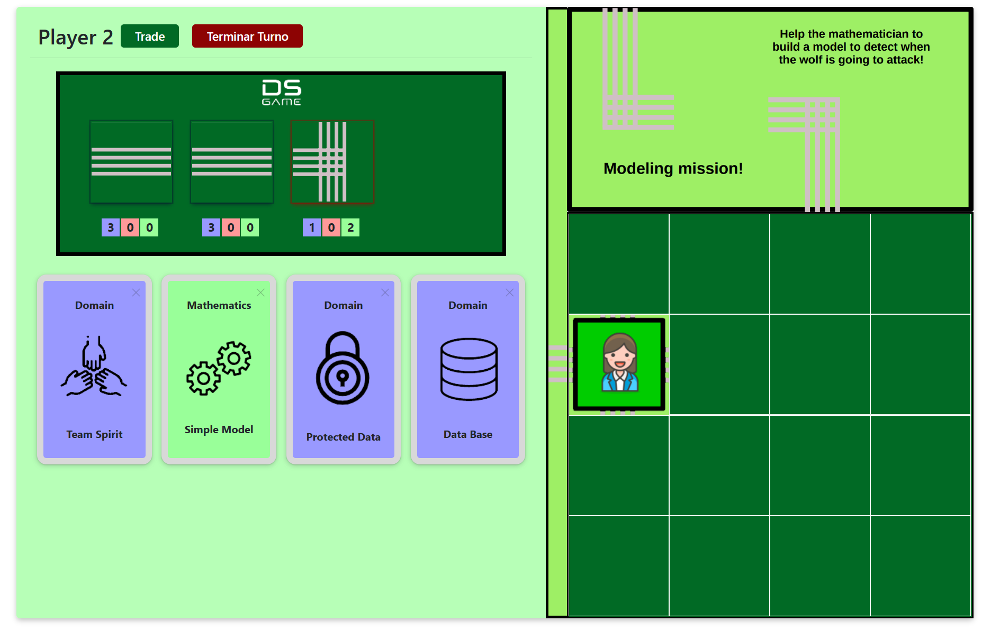 Player 2
Trade
Terminar Turno
DS
GAME
3 0 0
3 0 0
1 0 2
Domain
Team Spirit
Mathematics
Simple Model
Domain
Protected Data
Domain
Data Base
Help the mathematician to
build a model to detect when
the wolf is going to attack!
Modeling mission!